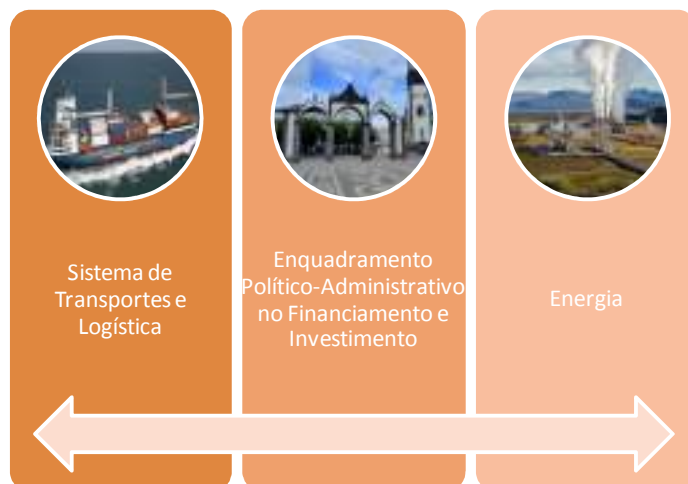 Sistema de
Transportes e
Logística
Enquadramento
Político-Administrativo
no Financiamento e
Investimento
Energia